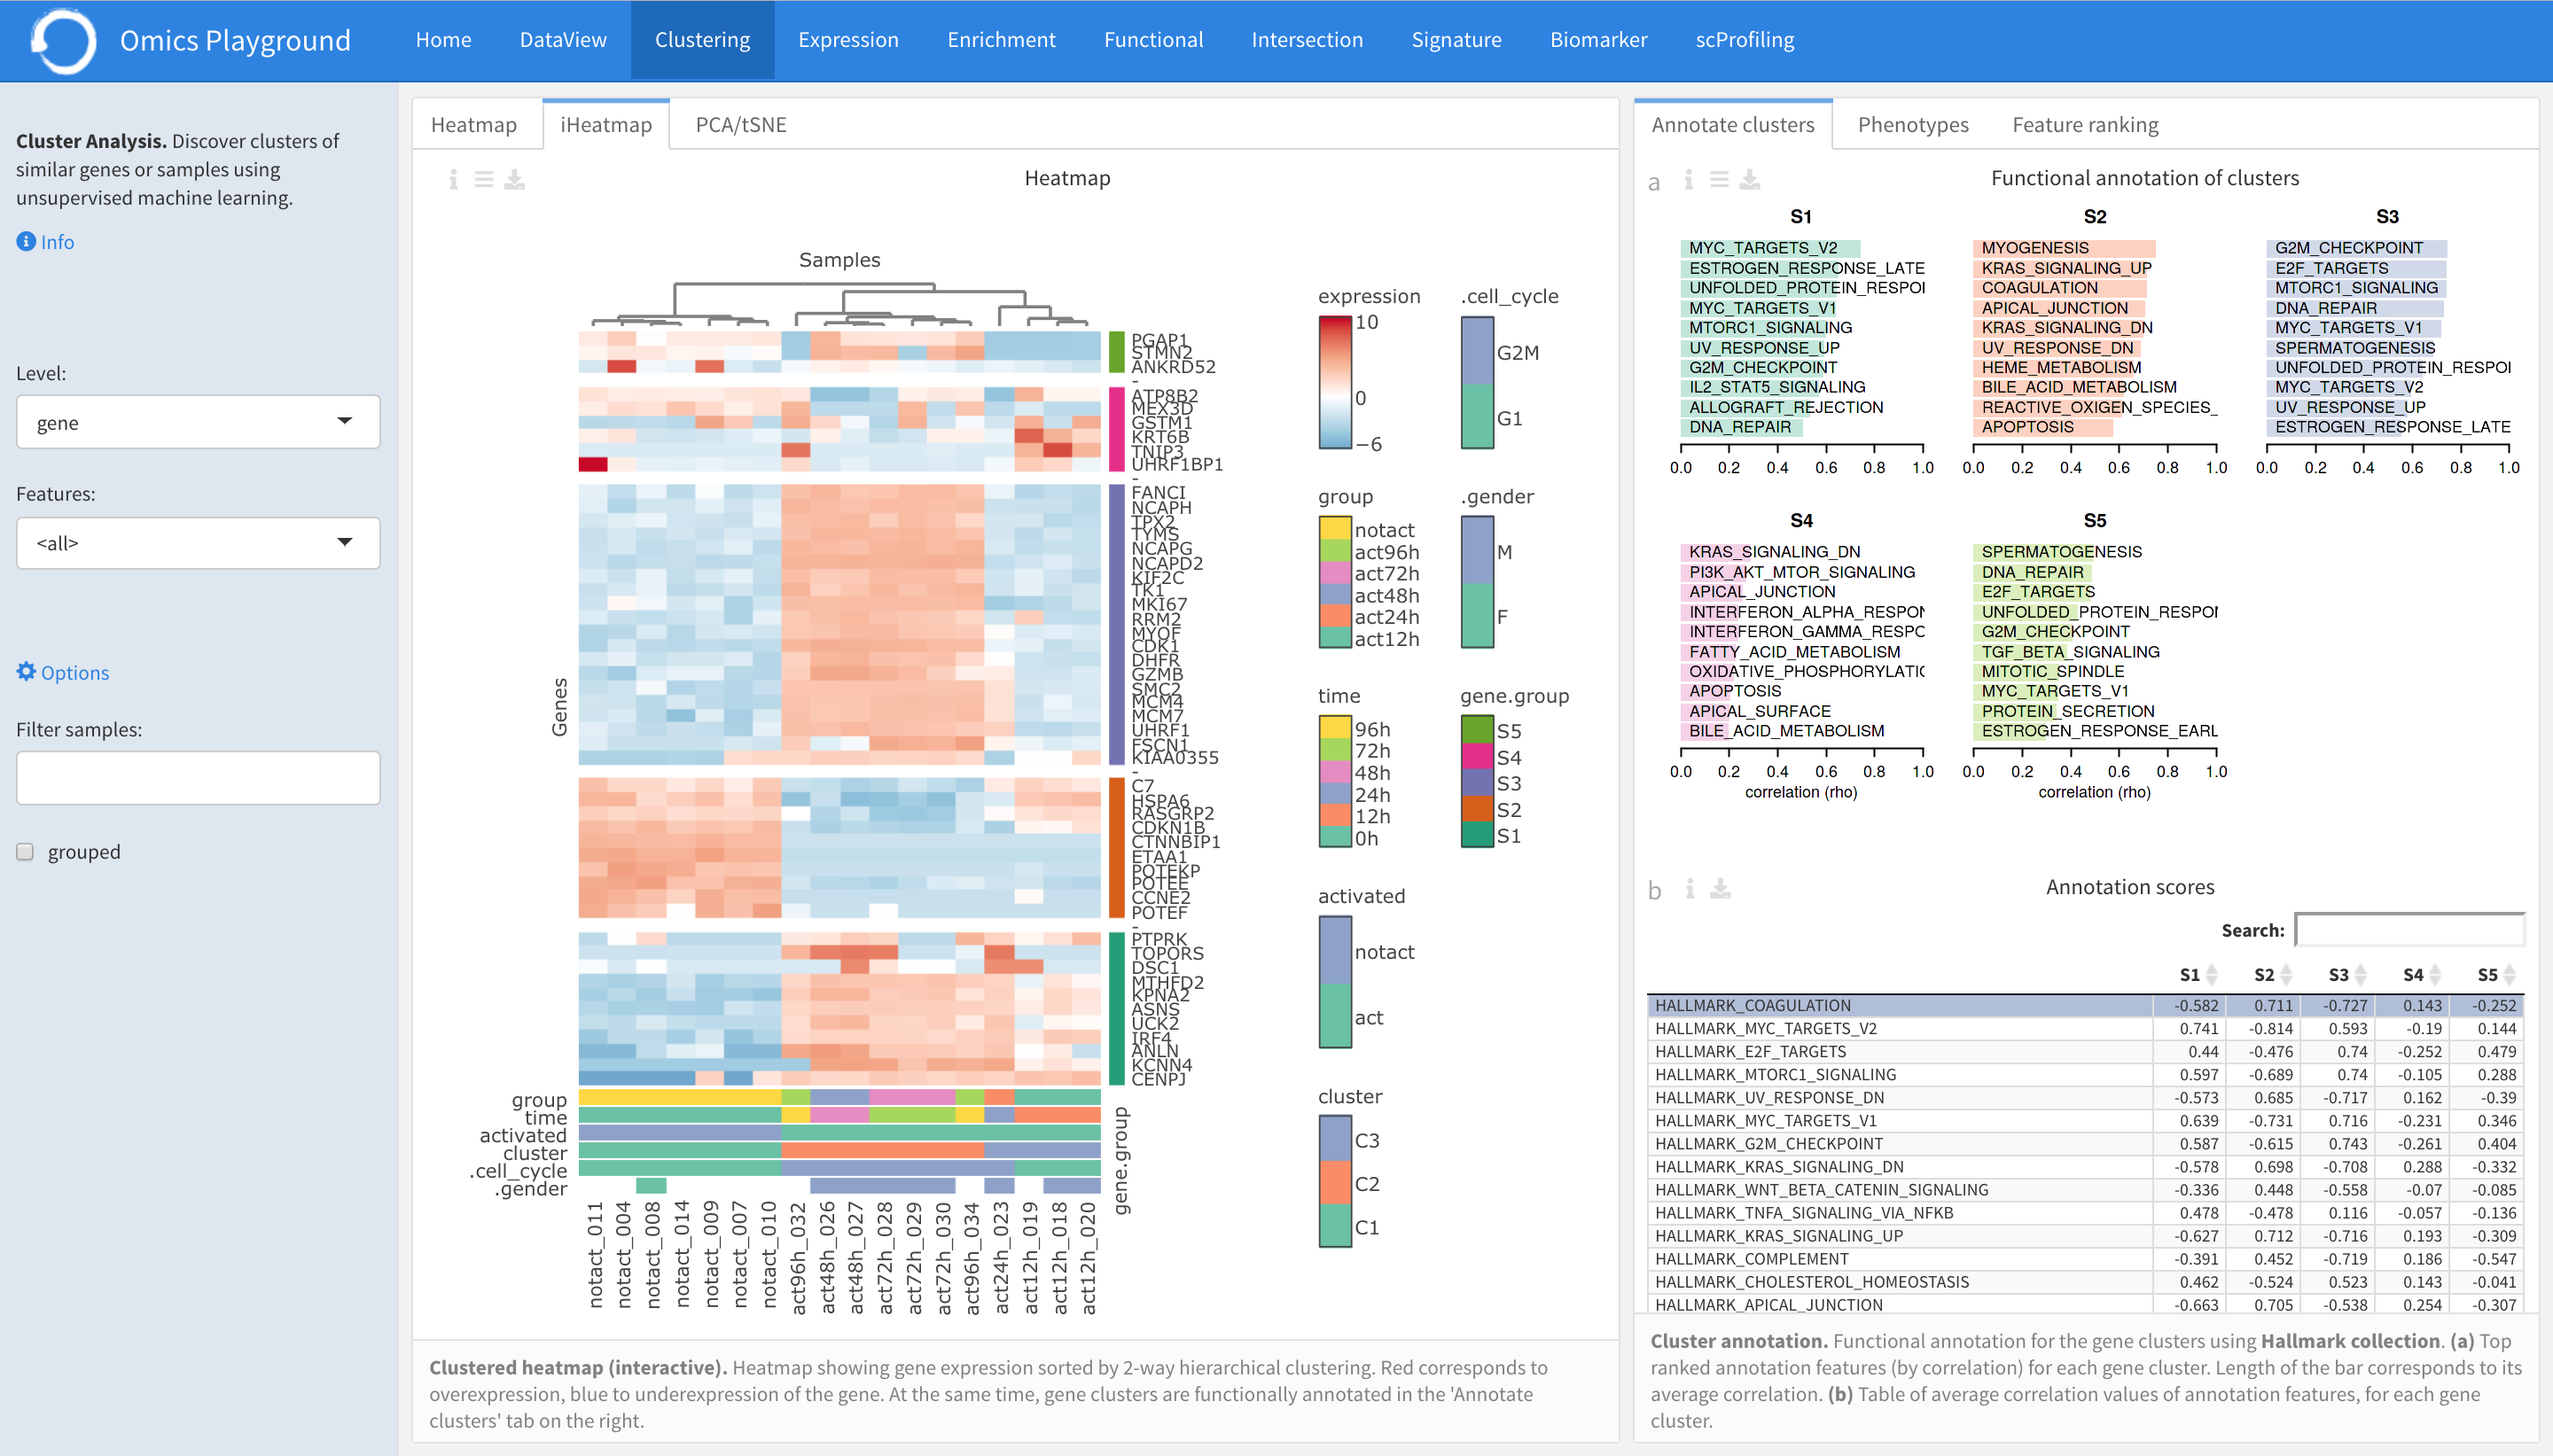 Omics Playground
Home DataView Clustering Expression Enrichment Functional Intersection Signature Biomarker scProfiling
Cluster Analysis. Discover clusters of
similar genes or samples using
unsupervised machine learning.
Info
Level:
gene
Features:
<all>
Options
Filter samples:
grouped
Heatmap iHeatmap PCA/tSNE
Heatmap
Samples
Genes
PGAP1
STMN2
ANKRD52
-
ATP8B2
MEX3D
GSTM1
KRT6B
TNIP3
UHRF1BP1
-
FANCI
NCAPH
TPX2
TYMS
NCAPG
NCAPD2
KIF2C
TK1
MKI67
RRM2
MYOF
CDK1
DHFR
GZMB
SMC2
MCM4
MCM7
UHRF1
FSCN1
KIAA0355
-
C7
HSPA6
RASGRP2
CDKN1B
CTNNBIP1
ETAA1
POTEKP
POTEE
CCNE2
POTEF
-
PTPRK
TOPORS
DSC1
MTHFD2
KPNA2
ASNS
UCK2
IRF4
ANLN
KCNN4
CENPJ
group
time
activated
cluster
.cell_cycle
.gender
gene.group
notact_011
notact_004
notact_008
notact_014
notact_009
notact_007
notact_010
act96h_032
act48h_026
act48h_027
act72h_028
act72h_029
act72h_030
act96h_034
act24h_023
act12h_019
act12h_018
act12h_020
expression
10
0
−6
.cell_cycle
G2M
G1
group
notact
act96h
act72h
act48h
act24h
act12h
.gender
M
F
time
96h
72h
48h
24h
12h
0h
gene.group
S5
S4
S3
S2
S1
activated
notact
act
cluster
C3
C2
C1
Clustered heatmap (interactive). Heatmap showing gene expression sorted by 2-way hierarchical clustering. Red corresponds to
overexpression, blue to underexpression of the gene. At the same time, gene clusters are functionally annotated in the 'Annotate
clusters' tab on the right.
Annotate clusters Phenotypes Feature ranking
a Functional annotation of clusters
S1
MYC_TARGETS_V2
ESTROGEN_RESPONSE_LATE
UNFOLDED_PROTEIN_RESPO
MYC_TARGETS_V1
MTORC1_SIGNALING
UV_RESPONSE_UP
G2M_CHECKPOINT
IL2_STAT5_SIGNALING
ALLOGRAFT_REJECTION
DNA_REPAIR
0.0 0.2 0.4 0.6 0.8 1.0
S2
MYOGENESIS
KRAS_SIGNALING_UP
COAGULATION
APICAL_JUNCTION
KRAS_SIGNALING_DN
UV_RESPONSE_DN
HEME_METABOLISM
BILE_ACID_METABOLISM
REACTIVE_OXIGEN_SPECIES_
APOPTOSIS
0.0 0.2 0.4 0.6 0.8 1.0
S3
G2M_CHECKPOINT
E2F_TARGETS
MTORC1_SIGNALING
DNA_REPAIR
MYC_TARGETS_V1
SPERMATOGENESIS
UNFOLDED_PROTEIN_RESPO
MYC_TARGETS_V2
UV_RESPONSE_UP
ESTROGEN_RESPONSE_LATE
0.0 0.2 0.4 0.6 0.8 1.0
S4
KRAS_SIGNALING_DN
PI3K_AKT_MTOR_SIGNALING
APICAL_JUNCTION
INTERFERON_ALPHA_RESPO
INTERFERON_GAMMA_RESPC
FATTY_ACID_METABOLISM
OXIDATIVE_PHOSPHORYLATI
APOPTOSIS
APICAL_SURFACE
BILE_ACID_METABOLISM
0.0 0.2 0.4 0.6 0.8 1.0
correlation (rho)
S5
SPERMATOGENESIS
DNA_REPAIR
E2F_TARGETS
UNFOLDED_PROTEIN_RESPO
G2M_CHECKPOINT
TGF_BETA_SIGNALING
MITOTIC_SPINDLE
MYC_TARGETS_V1
PROTEIN_SECRETION
ESTROGEN_RESPONSE_EARL
0.0 0.2 0.4 0.6 0.8 1.0
correlation (rho)
b Annotation scores
Search:
S1 S2 S3 S4 S5
HALLMARK_COAGULATION -0.582 0.711 -0.727 0.143 -0.252
HALLMARK_MYC_TARGETS_V2 0.741 -0.814 0.593 -0.19 0.144
HALLMARK_E2F_TARGETS 0.44 -0.476 0.74 -0.252 0.479
HALLMARK_MTORC1_SIGNALING 0.597 -0.689 0.74 -0.105 0.288
HALLMARK_UV_RESPONSE_DN -0.573 0.685 -0.717 0.162 -0.39
HALLMARK_MYC_TARGETS_V1 0.639 -0.731 0.716 -0.231 0.346
HALLMARK_G2M_CHECKPOINT 0.587 -0.615 0.743 -0.261 0.404
HALLMARK_KRAS_SIGNALING_DN -0.578 0.698 -0.708 0.288 -0.332
HALLMARK_WNT_BETA_CATENIN_SIGNALING -0.336 0.448 -0.558 -0.07 -0.085
HALLMARK_TNFA_SIGNALING_VIA_NFKB 0.478 -0.478 0.116 -0.057 -0.136
HALLMARK_KRAS_SIGNALING_UP -0.627 0.712 -0.716 0.193 -0.309
HALLMARK_COMPLEMENT -0.391 0.452 -0.719 0.186 -0.547
HALLMARK_CHOLESTEROL_HOMEOSTASIS 0.462 -0.524 0.523 0.143 -0.041
HALLMARK_APICAL_JUNCTION -0.663 0.705 -0.538 0.254 -0.307
Cluster annotation. Functional annotation for the gene clusters using Hallmark collection. (a) Top
ranked annotation features (by correlation) for each gene cluster. Length of the bar corresponds to its
average correlation. (b) Table of average correlation values of annotation features, for each gene
cluster.